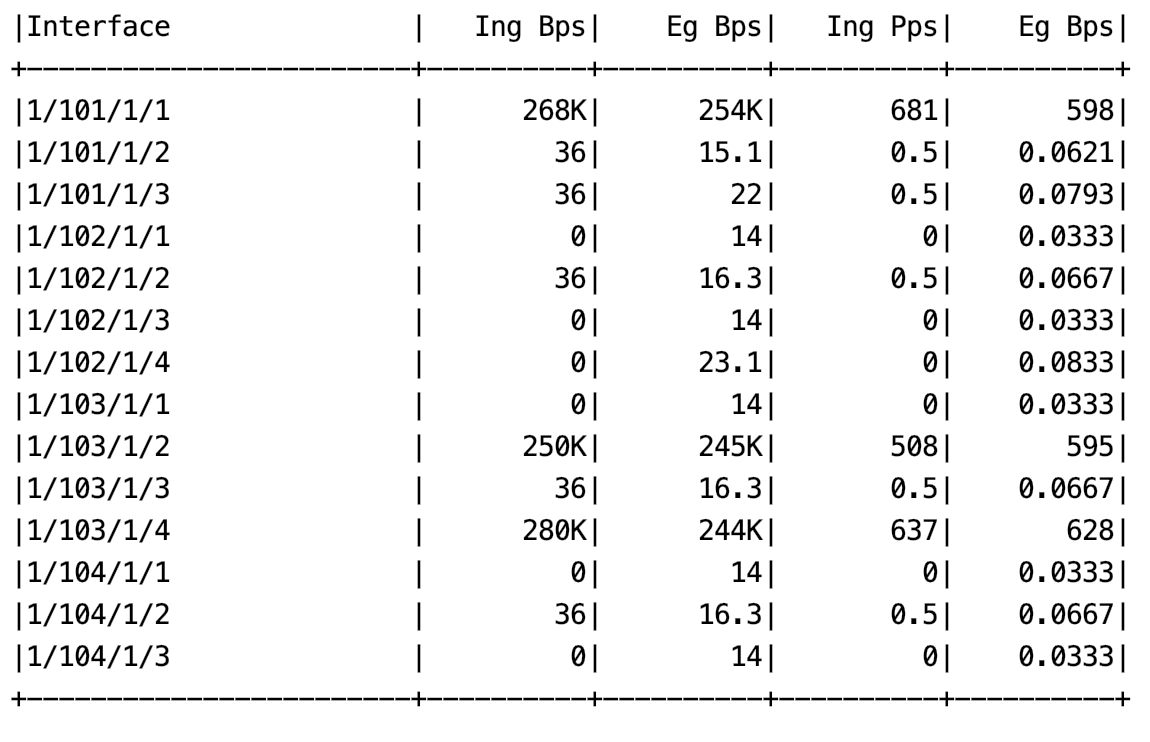 |Interface                |   Ing Bps|    Eg Bps|   Ing Pps|    Eg Bps|
+-------------------------+----------+----------+----------+----------+
|1/101/1/1                |      268K|      254K|       681|       598|
|1/101/1/2                |        36|      15.1|       0.5|    0.0621|
|1/101/1/3                |        36|        22|       0.5|    0.0793|
|1/102/1/1                |         0|        14|         0|    0.0333|
|1/102/1/2                |        36|      16.3|       0.5|    0.0667|
|1/102/1/3                |         0|        14|         0|    0.0333|
|1/102/1/4                |         0|      23.1|         0|    0.0833|
|1/103/1/1                |         0|        14|         0|    0.0333|
|1/103/1/2                |      250K|      245K|       508|       595|
|1/103/1/3                |        36|      16.3|       0.5|    0.0667|
|1/103/1/4                |      280K|      244K|       637|       628|
|1/104/1/1                |         0|        14|         0|    0.0333|
|1/104/1/2                |        36|      16.3|       0.5|    0.0667|
|1/104/1/3                |         0|        14|         0|    0.0333|
+-------------------------+----------+----------+----------+----------+